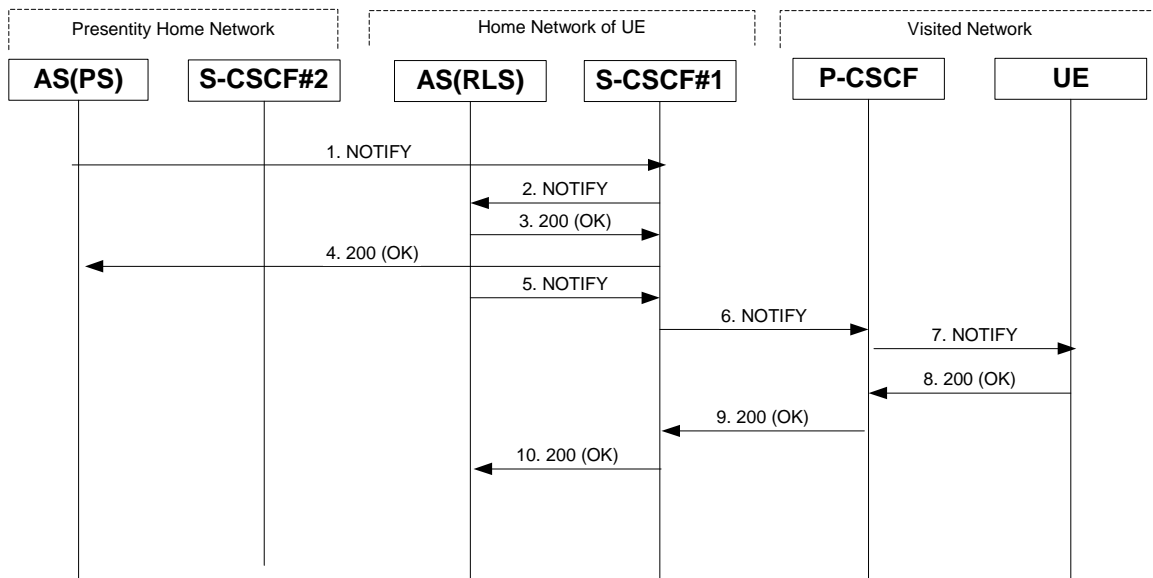 Presentity Home Network
Home Network of UE
Visited Network
AS(PS)
S-CSCF#2
AS(RLS)
S-CSCF#1
P-CSCF
UE
1. NOTIFY
2. NOTIFY
3. 200 (OK)
4. 200 (OK)
5. NOTIFY
6. NOTIFY
7. NOTIFY
8. 200 (OK)
9. 200 (OK)
10. 200 (OK)